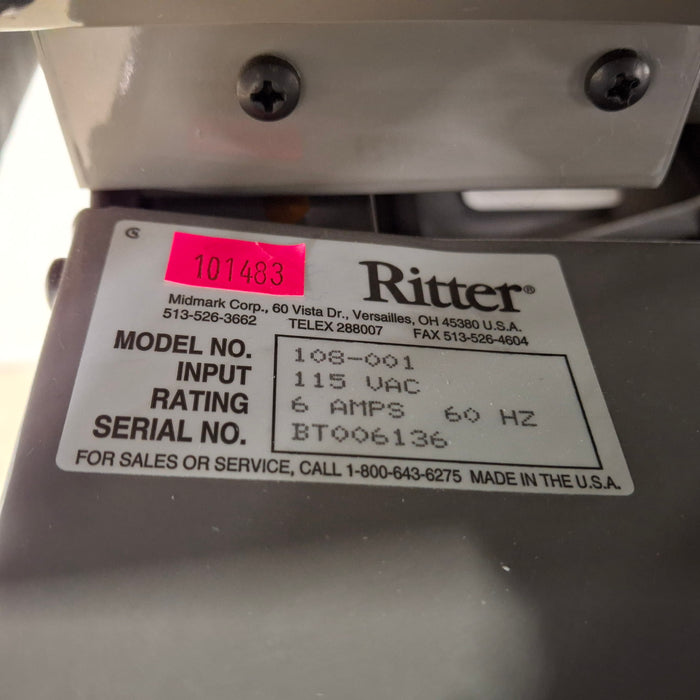 101483
Ritter®
Midmark Corp., 60 Vista Dr., Versailles, OH 45380 U.S.A.
513-526-3662 TELEX 288007 FAX 513-526-4604
MODEL NO. 108-001
INPUT 115 VAC
RATING 6 AMPS 60 HZ
SERIAL NO. BT006136
FOR SALES OR SERVICE, CALL 1-800-643-6275 MADE IN THE U.S.A.